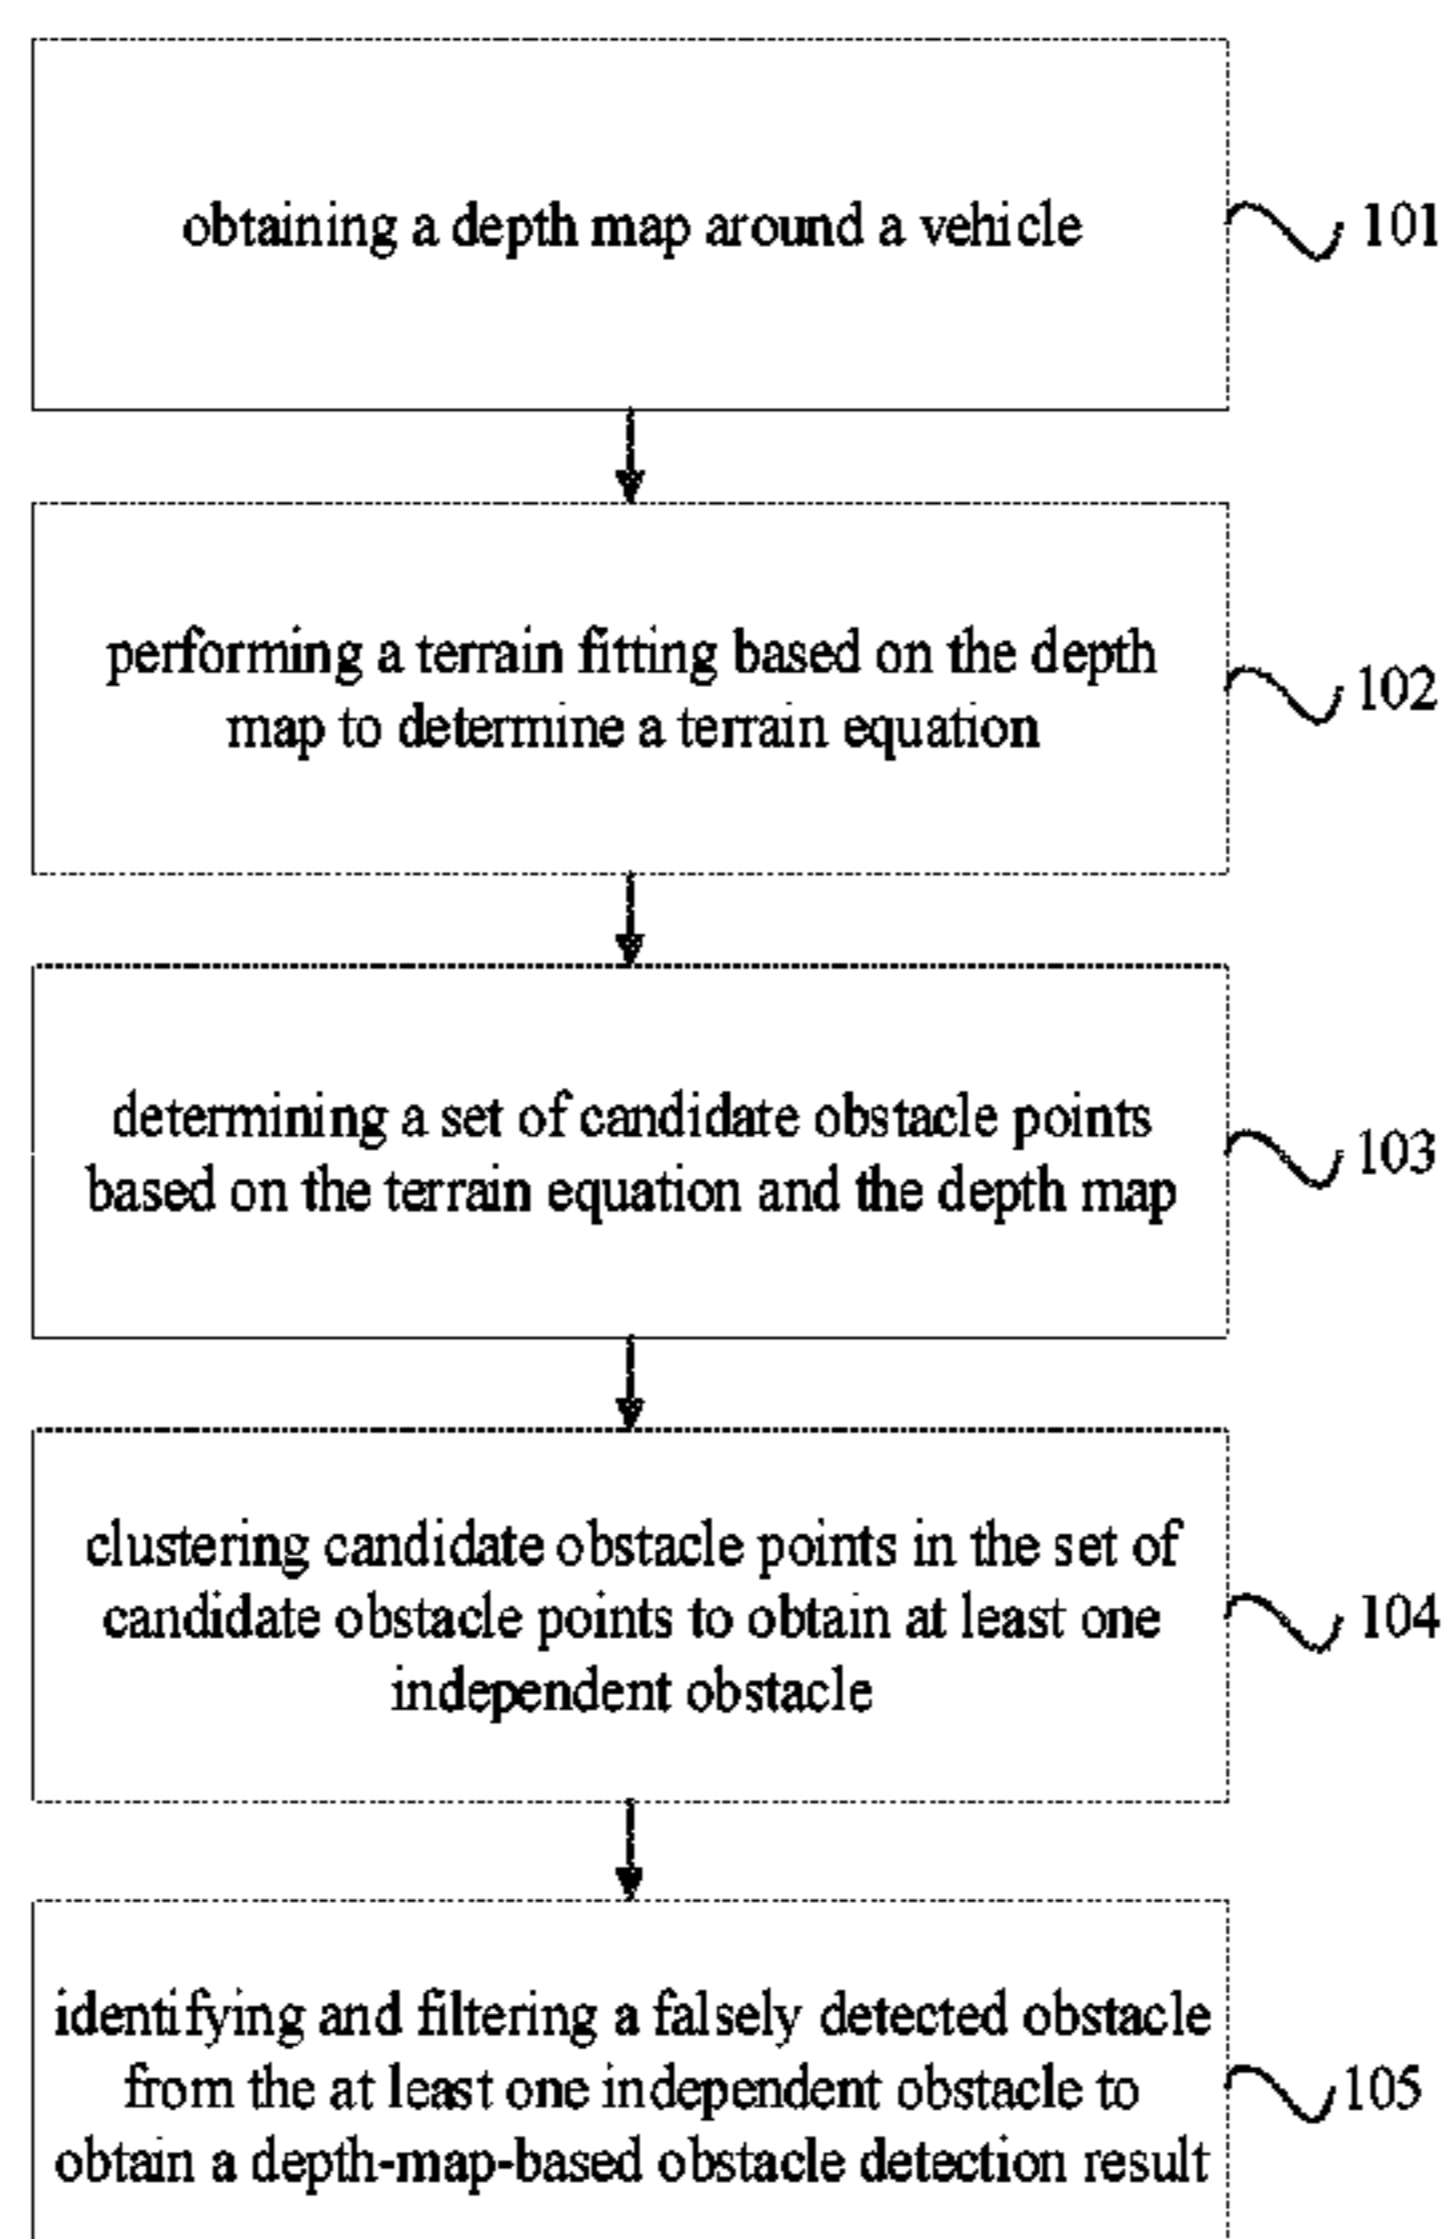 obtaining a depth map around a vehicle
101
performing a terrain fitting based on the depth
map to determine a terrain equation
102
determining a set of candidate obstacle points
based on the terrain equation and the depth map
103
clustering candidate obstacle points in the set of
candidate obstacle points to obtain at least one
independent obstacle
104
identifying and filtering a falsely detected obstacle
from the at least one independent obstacle to
obtain a depth-map-based obstacle detection result
105